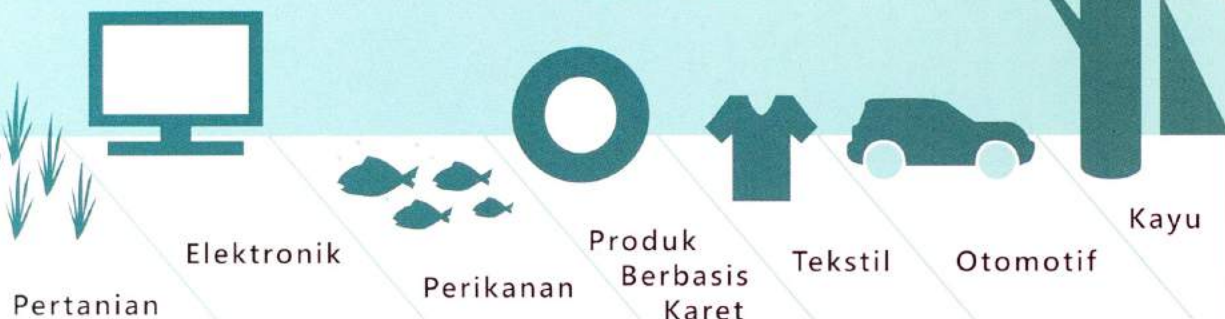 Pertanian
Elektronik
Perikanan
Produk
Berbasis
Karet
Tekstil
Otomotif
Kayu